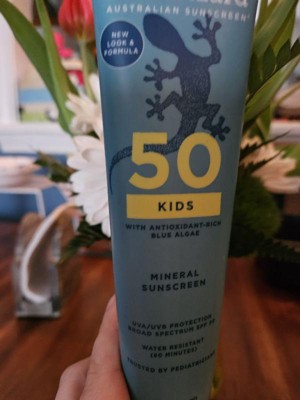 AUSTRALIAN SUNSCREEN
NEW
LOOK &
FORMULA
50
KIDS
WITH ANTIOXIDANT-RICH
BLUE ALGAE
MINERAL
SUNSCREEN
UVA/UVB PROTECTION
BROAD SPECTRUM SPF 50
WATER RESISTANT
(80 MINUTES)
TRUSTED BY PEDIATRICIANS